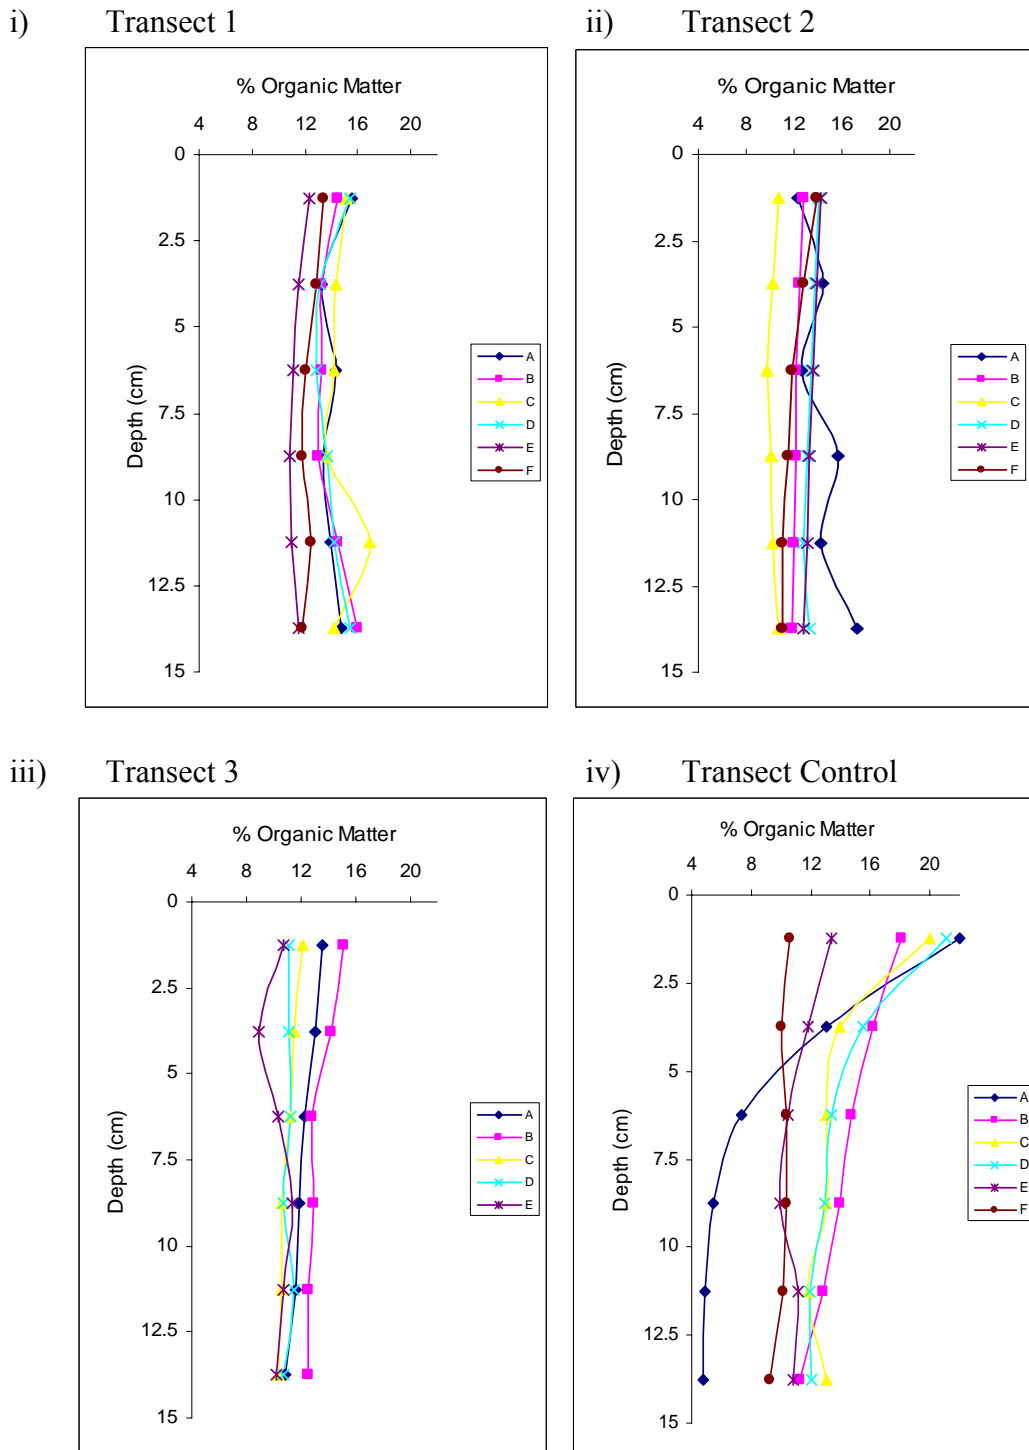 i) Transect 1
% Organic Matter
4 8 12 16 20
0
2.5
5
7.5
10
12.5
15
Depth (cm)
A
B
C
D
E
F
ii) Transect 2
% Organic Matter
4 8 12 16 20
0
2.5
5
7.5
10
12.5
15
Depth (cm)
A
B
C
D
E
F
iii) Transect 3
% Organic Matter
4 8 12 16 20
0
2.5
5
7.5
10
12.5
15
Depth (cm)
A
B
C
D
E
iv) Transect Control
% Organic Matter
4 8 12 16 20
0
2.5
5
7.5
10
12.5
15
Depth (cm)
A
B
C
D
E
F